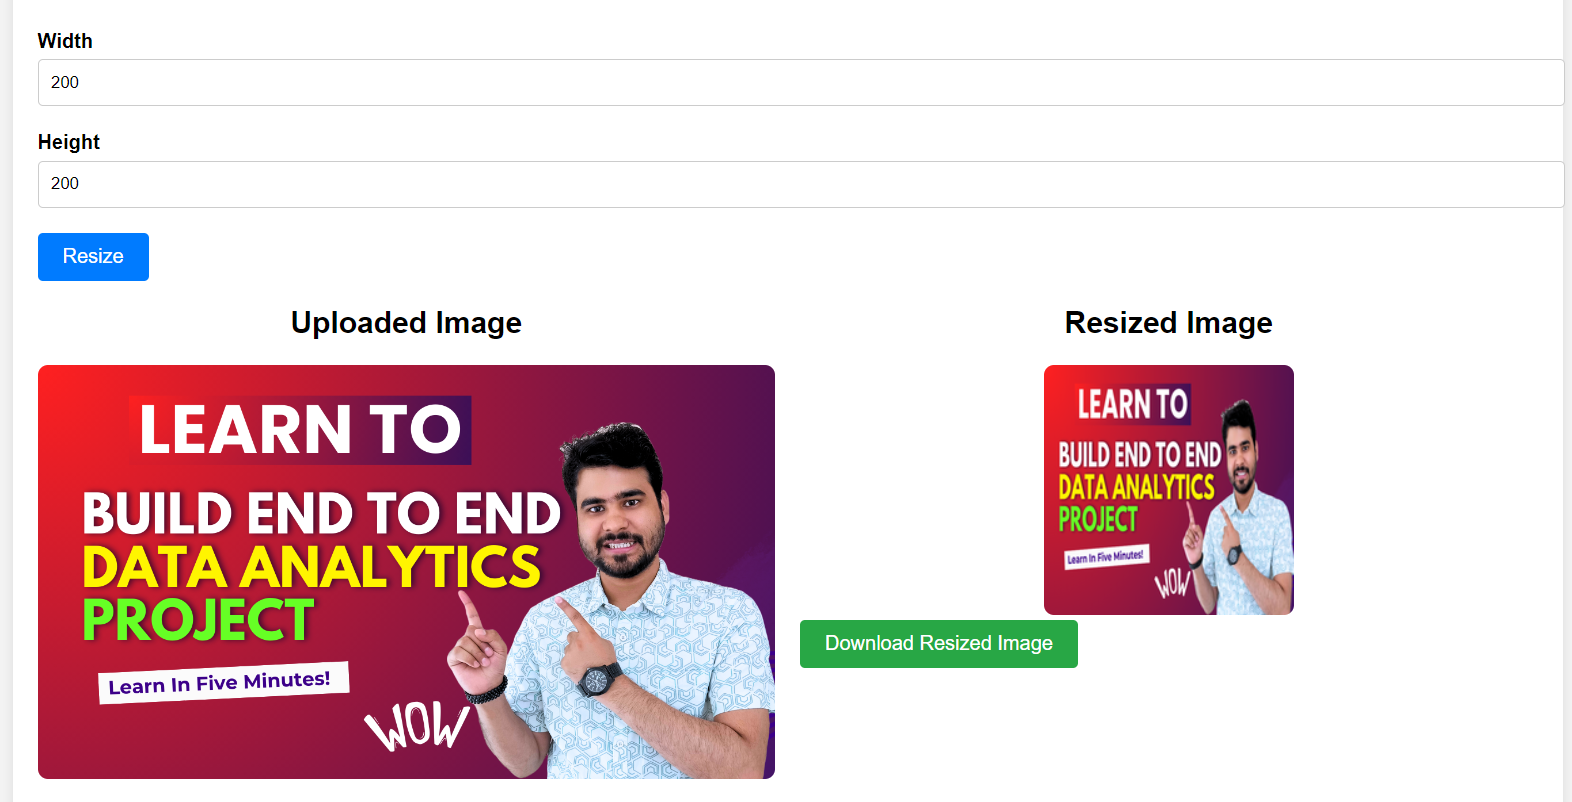 Width
200
Height
200
Resize
Uploaded Image
LEARN TO
BUILD END TO END
DATA ANALYTICS
PROJECT
Learn In Five Minutes!
WOW
Resized Image
LEARN TO
BUILD END TO END
DATA ANALYTICS
PROJECT
Learn In Five Minutes!
WOW
Download Resized Image